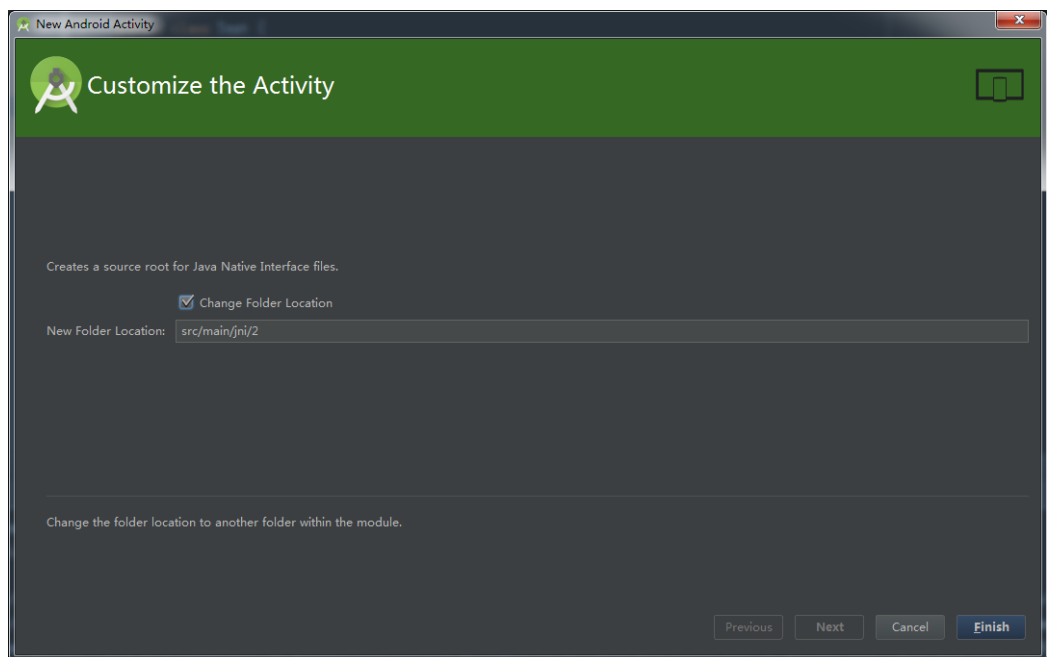 New Android Activity
Customize the Activity
Creates a source root for Java Native Interface files.
Change Folder Location
New Folder Location: src/main/jni/2
Change the folder location to another folder within the module.
Previous Next Cancel Finish